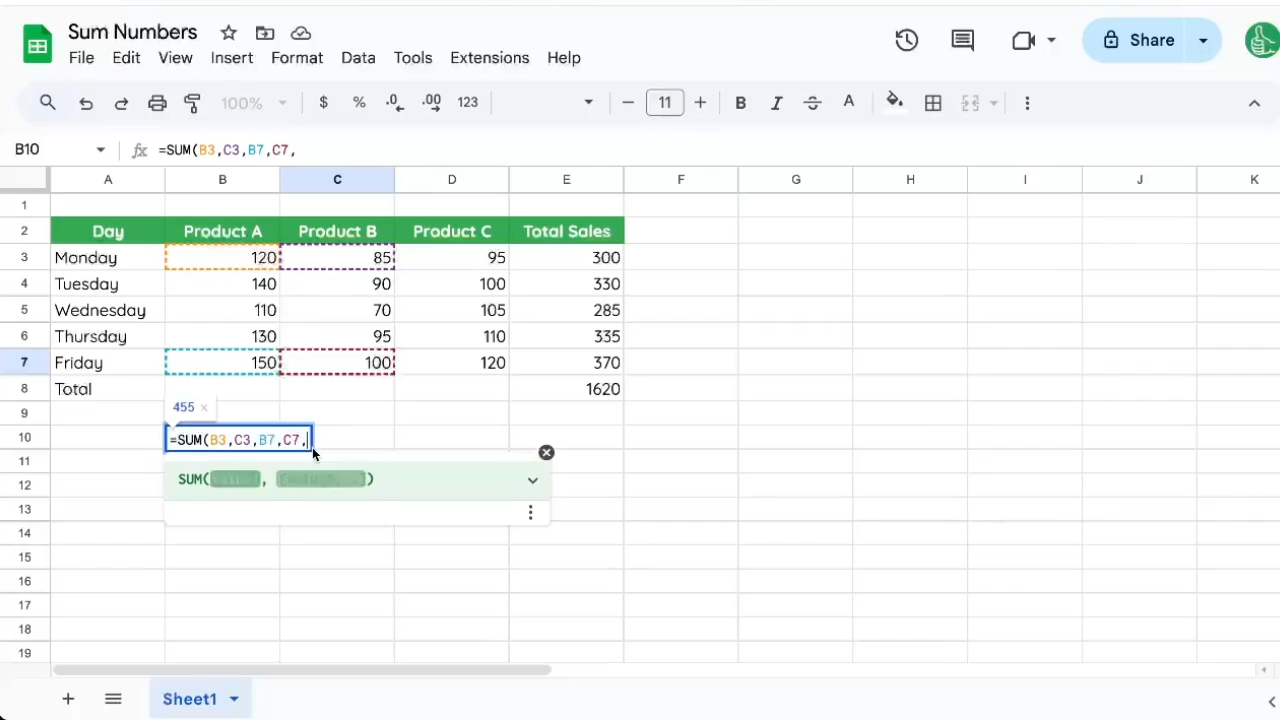 Sum Numbers
File Edit View Insert Format Data Tools Extensions Help
Share
100% $ % .0 .00 123 11 B I A
B10 fx =SUM(B3,C3,B7,C7,
A B C D E F G H I J K
1
2 Day Product A Product B Product C Total Sales
3 Monday 120 85 95 300
4 Tuesday 140 90 100 330
5 Wednesday 110 70 105 285
6 Thursday 130 95 110 335
7 Friday 150 100 120 370
8 Total 1620
455 ×
9
10 =SUM(B3,C3,B7,C7,
11
12 SUM( , )
13
14
15
16
17
18
19
Sheet1